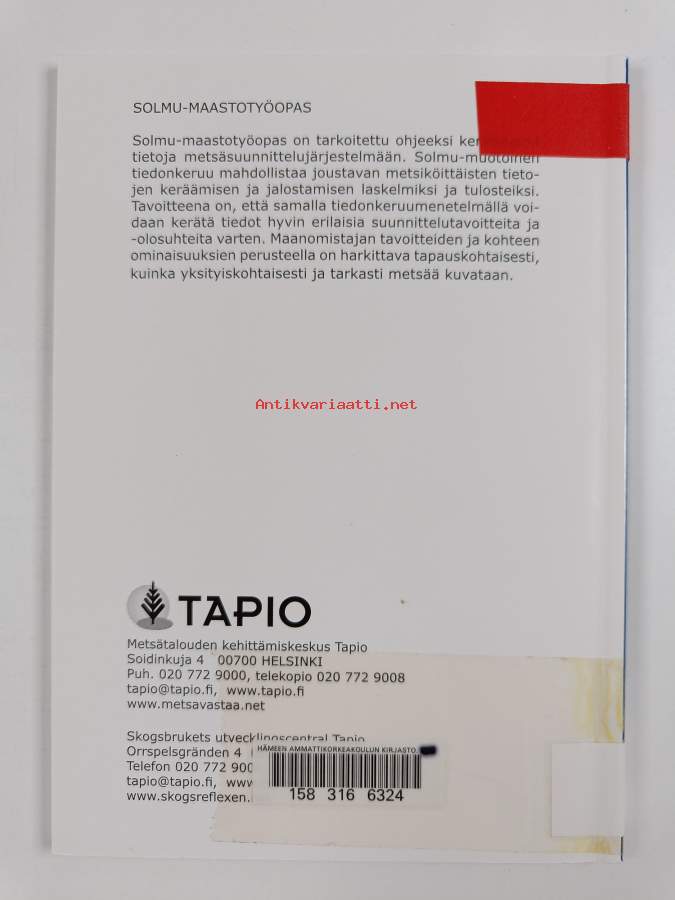 SOLMU-MAASTOTYÖOPAS
Solmu-maastotyöopas on tarkoitettu ohjeeksi
tietoja metsäsuunnittelujärjestelmään. Solmu-muotoinen
tiedonkeruu mahdollistaa joustavan metsiköittäisten tieto-
jen keräämisen ja jalostamisen laskelmiksi ja tulosteiksi.
Tavoitteena on, että samalla tiedonkeruumenetelmällä voi-
daan kerätä tiedot hyvin erilaisia suunnittelutavoitteita ja
-olosuhteita varten. Maanomistajan tavoitteiden ja kohteen
ominaisuuksien perusteella on harkittava tapauskohtaisesti,
kuinka yksityiskohtaisesti ja tarkasti metsää kuvataan.
Antikvariaatti.net
TAPIO
Metsätalouden kehittämiskeskus Tapio
Soidinkuja 4 00700 HELSINKI
Puh. 020 772 9000, telekopio 020 772 9008
tapio@tapio.fi, www.tapio.fi
www.metsavastaa.net
Skogsbrukets utvecklingscentral Tapio
Orrspelsgränden 4
Telefon 020 772 900
tapio@tapio.fi, www
www.skogsreflexen.
HÄMEEN AMMATTIKORKEAKOULUN KIRJASTO
158 316 6324